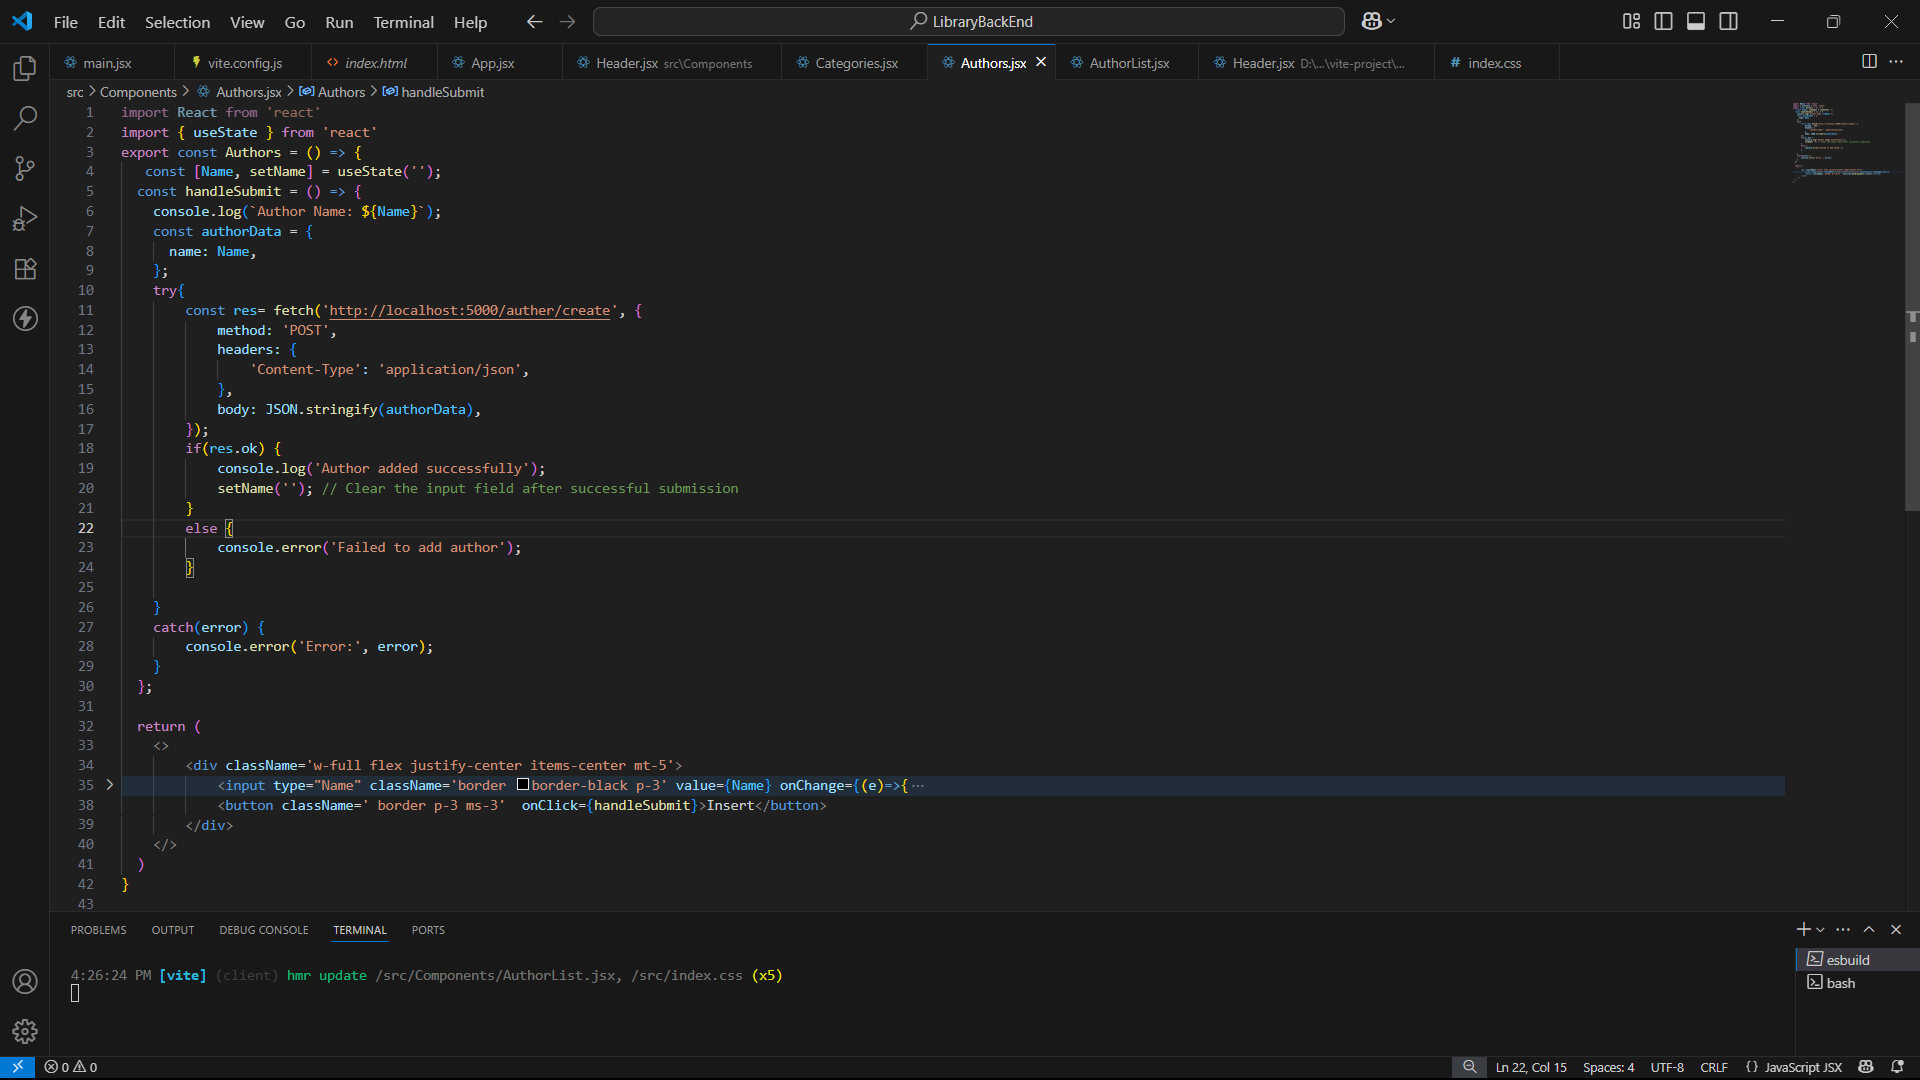 File Edit Selection View Go Run Terminal Help LibraryBackEnd
main.jsx vite.config.js index.html App.jsx Header.jsx src\Components Categories.jsx Authors.jsx AuthorList.jsx Header.jsx D:\...\vite-project\... index.css
src > Components > Authors.jsx > Authors > handleSubmit
1 import React from 'react'
2 import { useState } from 'react'
3 export const Authors = () => {
4 const [Name, setName] = useState('');
5 const handleSubmit = () => {
6 console.log(`Author Name: ${Name}`);
7 const authorData = {
8 name: Name,
9 };
10 try{
11 const res= fetch('http://localhost:5000/auther/create', {
12 method: 'POST',
13 headers: {
14 'Content-Type': 'application/json',
15 },
16 body: JSON.stringify(authorData),
17 });
18 if(res.ok) {
19 console.log('Author added successfully');
20 setName(''); // Clear the input field after successful submission
21 }
22 else {
23 console.error('Failed to add author');
24 }
25
26 }
27 catch(error) {
28 console.error('Error:', error);
29 }
30 };
31
32 return (
33 <>
34 <div className='w-full flex justify-center items-center mt-5'>
35 <input type="Name" className='border border-black p-3' value={Name} onChange={(e)=>{ ...
38 <button className=' border p-3 ms-3'  onClick={handleSubmit}>Insert</button>
39 </div>
40 </>
41 )
42 }
43
PROBLEMS OUTPUT DEBUG CONSOLE TERMINAL PORTS
4:26:24 PM [vite] (client) hmr update /src/Components/AuthorList.jsx, /src/index.css (x5)
esbuild
bash
0 0 Ln 22, Col 15 Spaces: 4 UTF-8 CRLF {} JavaScript JSX